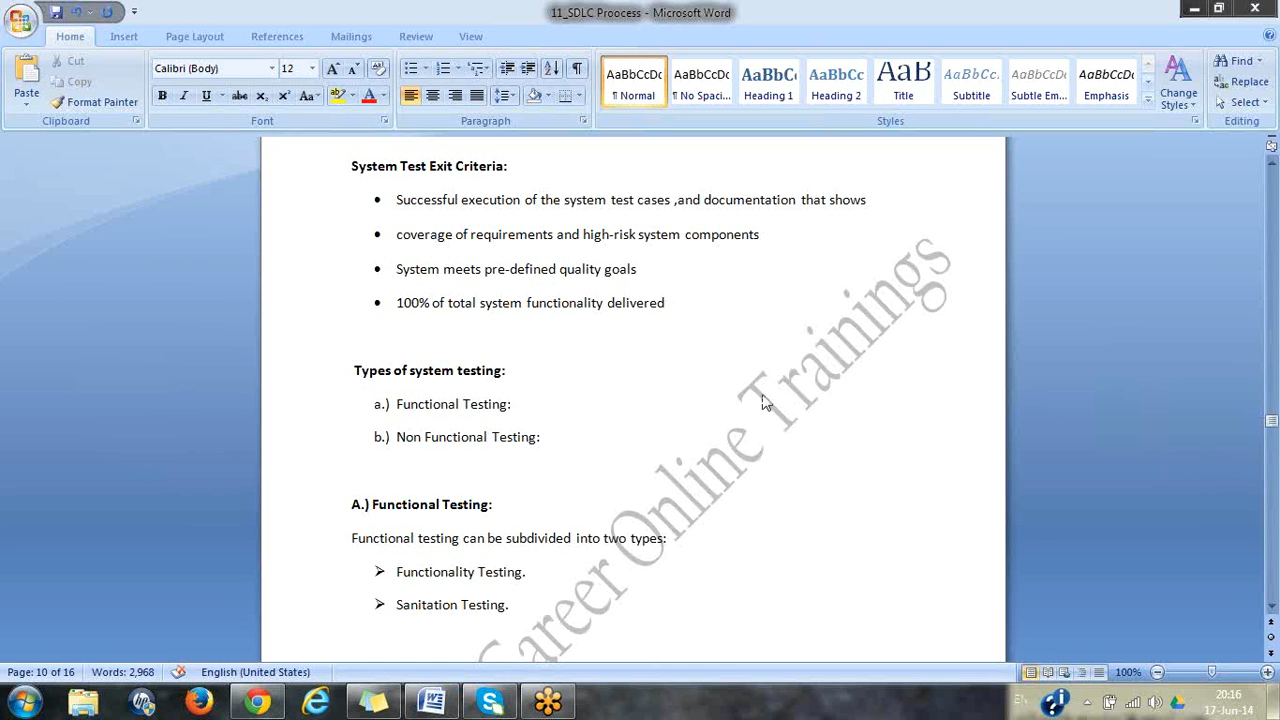 11_SDLC Proocess - Microsoft Word
Home Insert Page Layout References Mailings Review View
Paste
Cut
Copy
Format Painter
Clipboard
Calibri (Body) 12
Font
Paragraph
AaBbCcDc AaBbCcDc AaBbC AaBbCc AaB AaBbCc. AaBbCcDc AaBbCcDc
¶ Normal ¶ No Spaci... Heading 1 Heading 2 Title Subtitle Subtle Em... Emphasis
Change Styles
Styles
Find
Replace
Select
Editing
System Test Exit Criteria:
• Successful execution of the system test cases ,and documentation that shows
• coverage of requirements and high-risk system components
• System meets pre-defined quality goals
• 100% of total system functionality delivered
Types of system testing:
a.) Functional Testing:
b.) Non Functional Testing:
A.) Functional Testing:
Functional testing can be subdivided into two types:
➢ Functionality Testing.
➢ Sanitation Testing.
Career Online Trainings
Page: 10 of 16 Words: 2,968 English (United States) 100%
EN
20:16
17-Jun-14